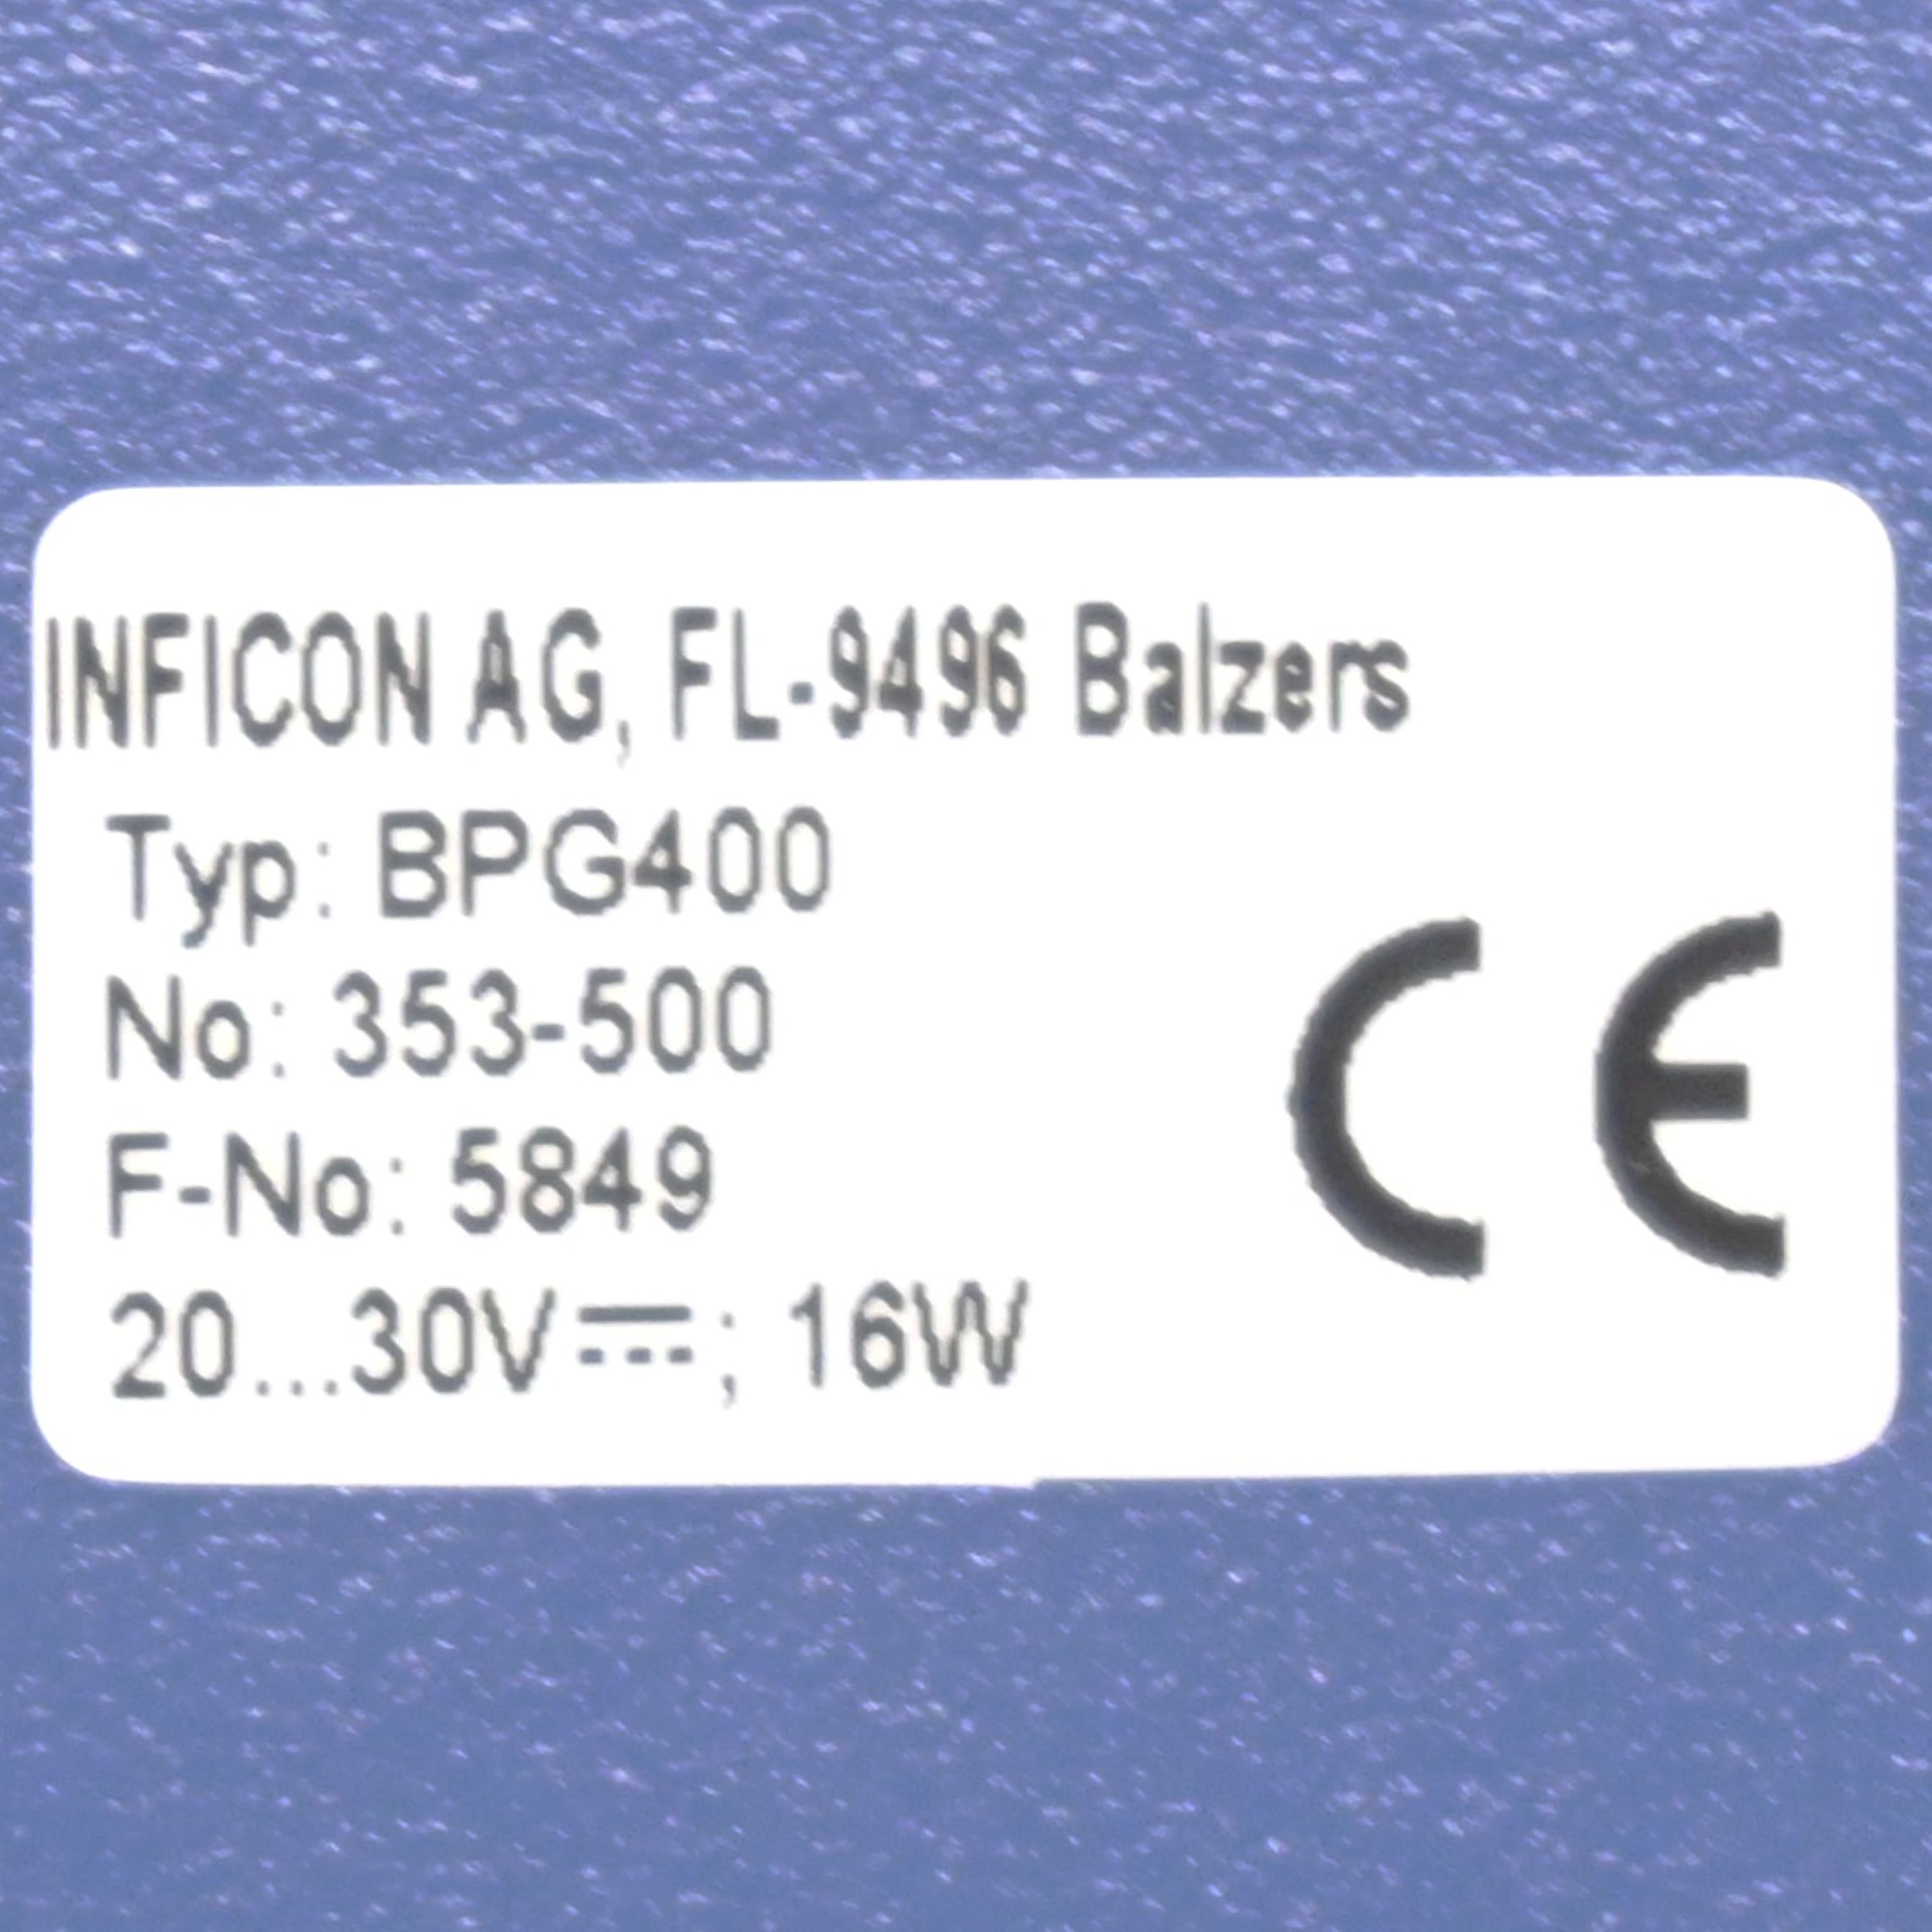 INFICON AG, FL-9496 Balzers
Typ: BPG400
No: 353-500
F-No: 5849
20...30V⎓; 16W
CE